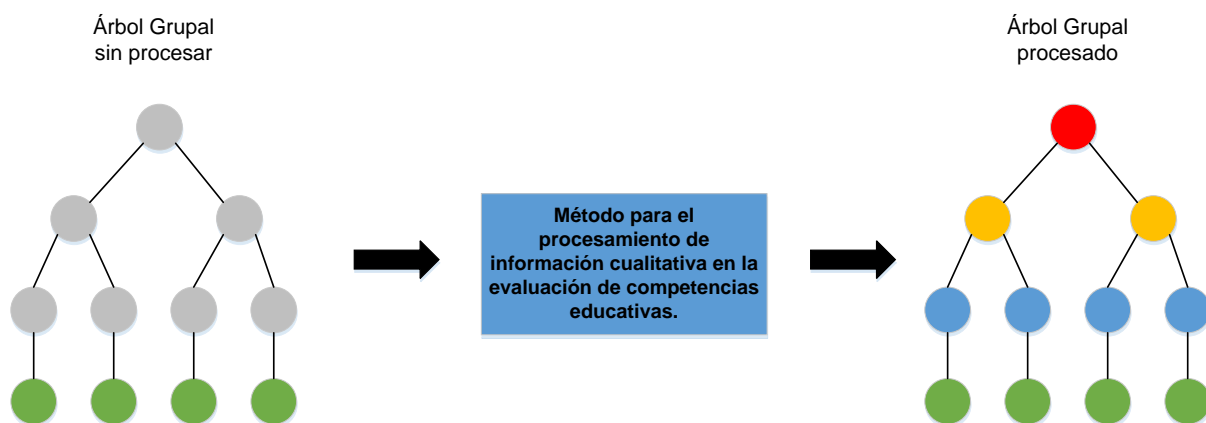 Árbol Grupal
sin procesar
Método para el
procesamiento de
información cualitativa en la
evaluación de competencias
educativas.
Árbol Grupal
procesado